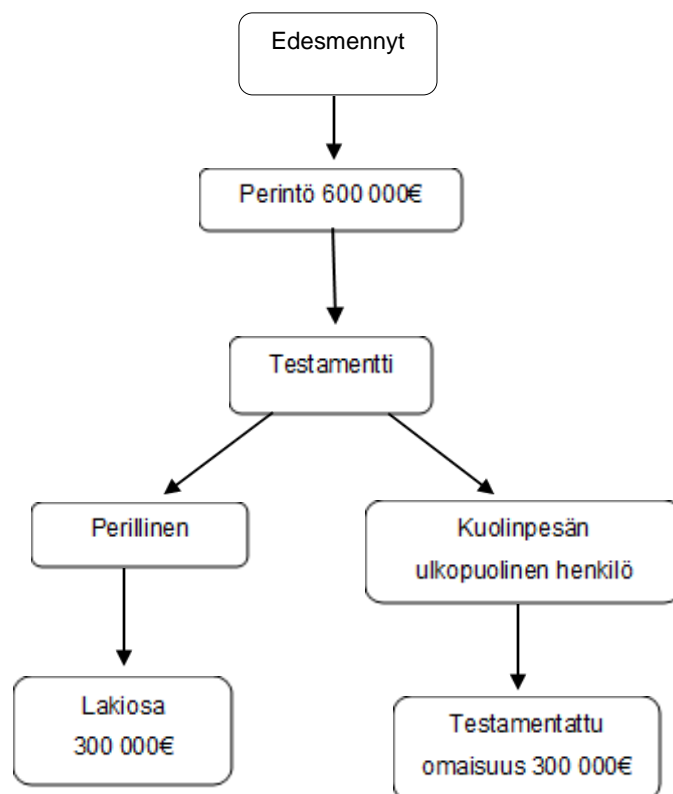 Edesmennyt
Perintö 600 000€
Testamentti
Perillinen
Kuolinpesän
ulkopuolinen henkilö
Lakiosa
300 000€
Testamentattu
omaisuus 300 000€